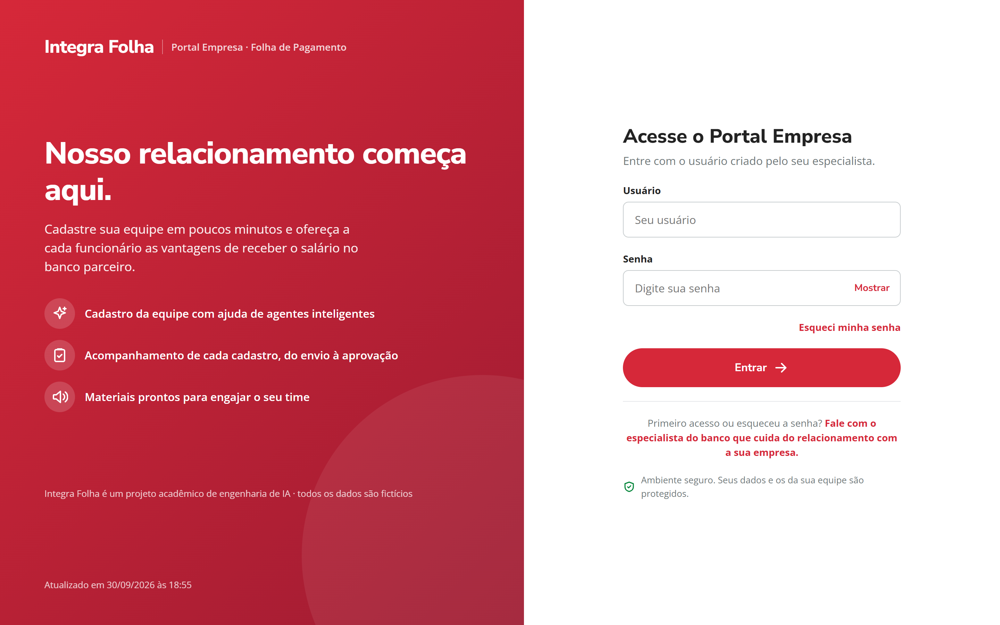 Integra Folha
Portal Empresa · Folha de Pagamento
Nosso relacionamento começa
aqui.
Cadastre sua equipe em poucos minutos e ofereça a
cada funcionário as vantagens de receber o salário no
banco parceiro.
Cadastro da equipe com ajuda de agentes inteligentes
Acompanhamento de cada cadastro, do envio à aprovação
Materiais prontos para engajar o seu time
Integra Folha é um projeto acadêmico de engenharia de IA · todos os dados são fictícios
Atualizado em 30/09/2026 às 18:55
Acesse o Portal Empresa
Entre com o usuário criado pelo seu especialista.
Usuário
Seu usuário
Senha
Digite sua senha
Mostrar
Esqueci minha senha
Entrar
Primeiro acesso ou esqueceu a senha? Fale com o
especialista do banco que cuida do relacionamento com
a sua empresa.
Ambiente seguro. Seus dados e os da sua equipe são
protegidos.